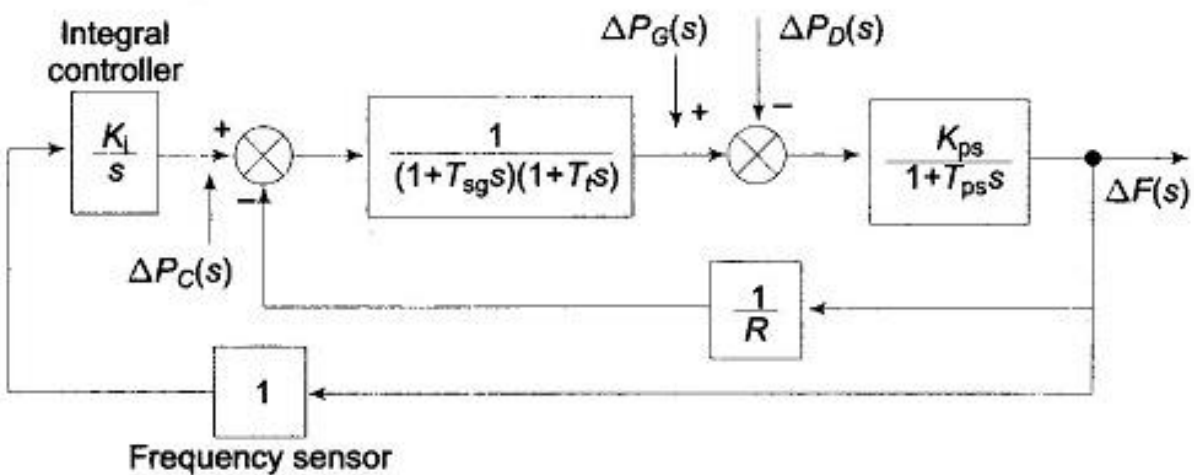 Integral
controller
K_i
s
+
−
ΔP_C(s)
1
(1+T_sg s)(1+T_t s)
ΔP_G(s)
+
ΔP_D(s)
−
K_ps
1+T_ps s
ΔF(s)
1
R
1
Frequency sensor